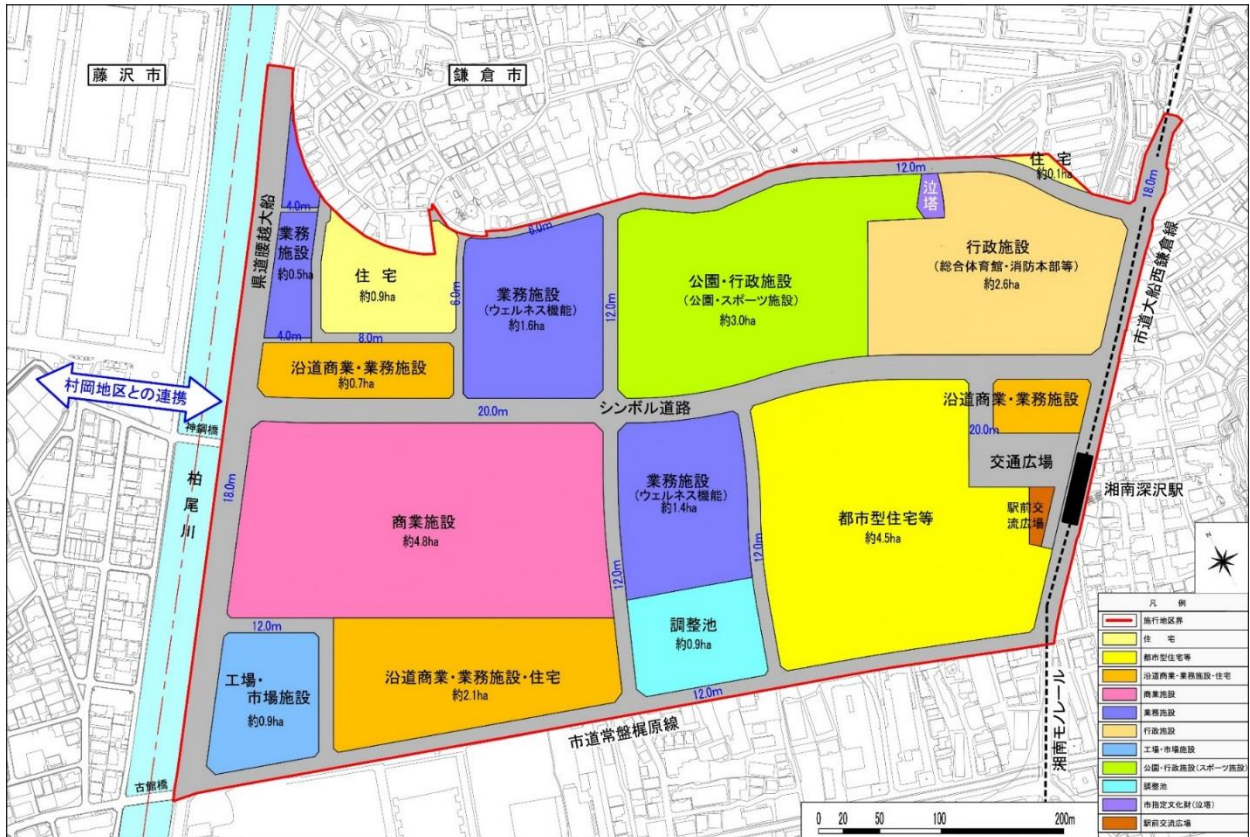 藤沢市
鎌倉市
住宅
約0.1ha
12.0m
18.0m
泣塔
県道腰越大船
4.0m
業務
施設
約0.5ha
4.0m
住宅
約0.9ha
6.0m
8.0m
6.0m
業務施設
(ウェルネス機能)
約1.6ha
12.0m
公園・行政施設
(公園・スポーツ施設)
約3.0ha
行政施設
(総合体育館・消防本部等)
約2.6ha
市道大船西鎌倉線
沿道商業・業務施設
約0.7ha
村岡地区との連携
神鋼橋
20.0m
シンボル道路
沿道商業・業務施設
20.0m
交通広場
湘南深沢駅
駅前交
流広場
柏尾川
18.0m
商業施設
約4.8ha
業務施設
(ウェルネス機能)
約1.4ha
12.0m
12.0m
都市型住宅等
約4.5ha
調整池
約0.9ha
12.0m
工場・
市場施設
約0.9ha
沿道商業・業務施設・住宅
約2.1ha
12.0m
市道常盤梶原線
古館橋
湘南モノレール
N
凡例
施行地区界
住宅
都市型住宅等
沿道商業・業務施設・住宅
商業施設
業務施設
行政施設
工場・市場施設
公園・行政施設(スポーツ施設)
調整池
市指定文化財(泣塔)
駅前交流広場
0 20 50 100 200m